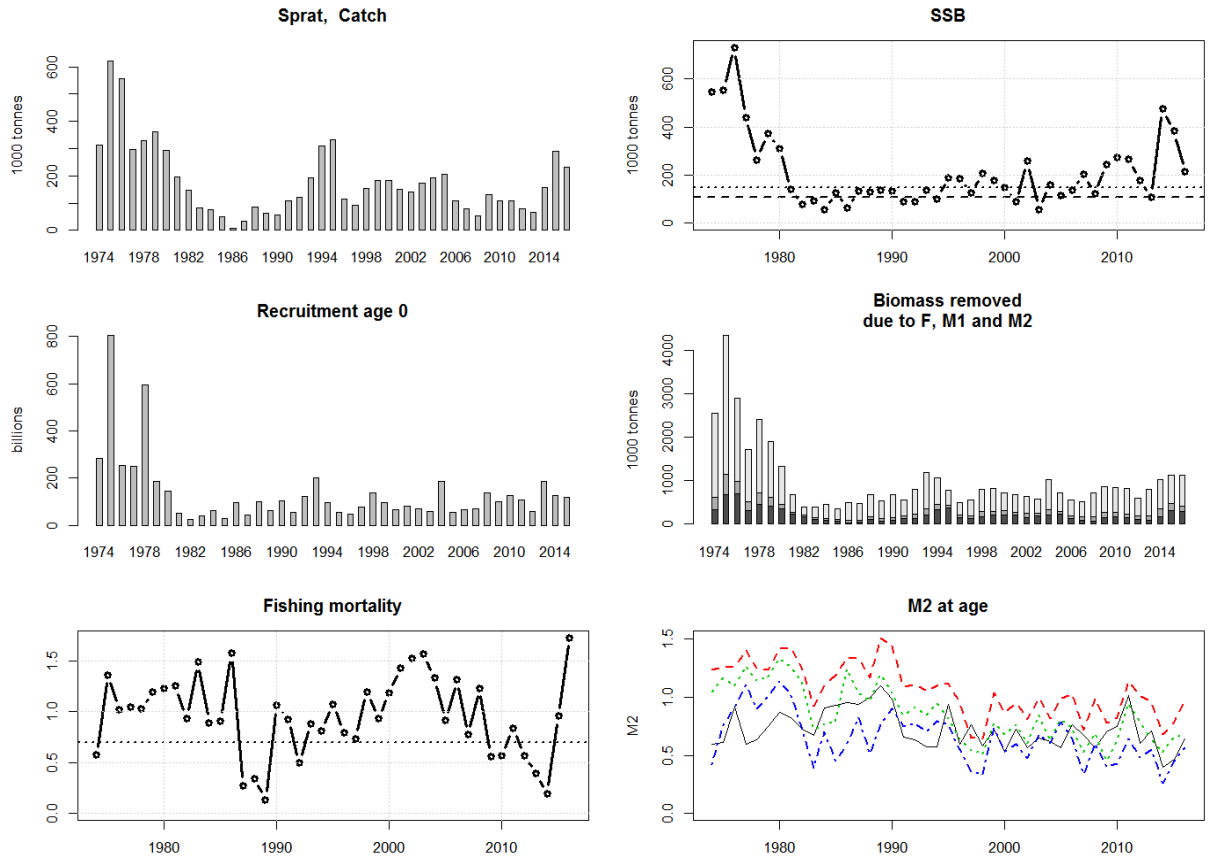 Sprat, Catch
1000 tonnes
0 200 400 600
1974 1978 1982 1986 1990 1994 1998 2002 2006 2010 2014
SSB
1000 tonnes
0 200 400 600
1980 1990 2000 2010
Recruitment age 0
billions
0 200 400 600 800
1974 1978 1982 1986 1990 1994 1998 2002 2006 2010 2014
Biomass removed
due to F, M1 and M2
1000 tonnes
0 1000 2000 3000 4000
1974 1978 1982 1986 1990 1994 1998 2002 2006 2010 2014
Fishing mortality
0.0 0.5 1.0 1.5
1980 1990 2000 2010
M2 at age
M2
0.0 0.5 1.0 1.5
1980 1990 2000 2010